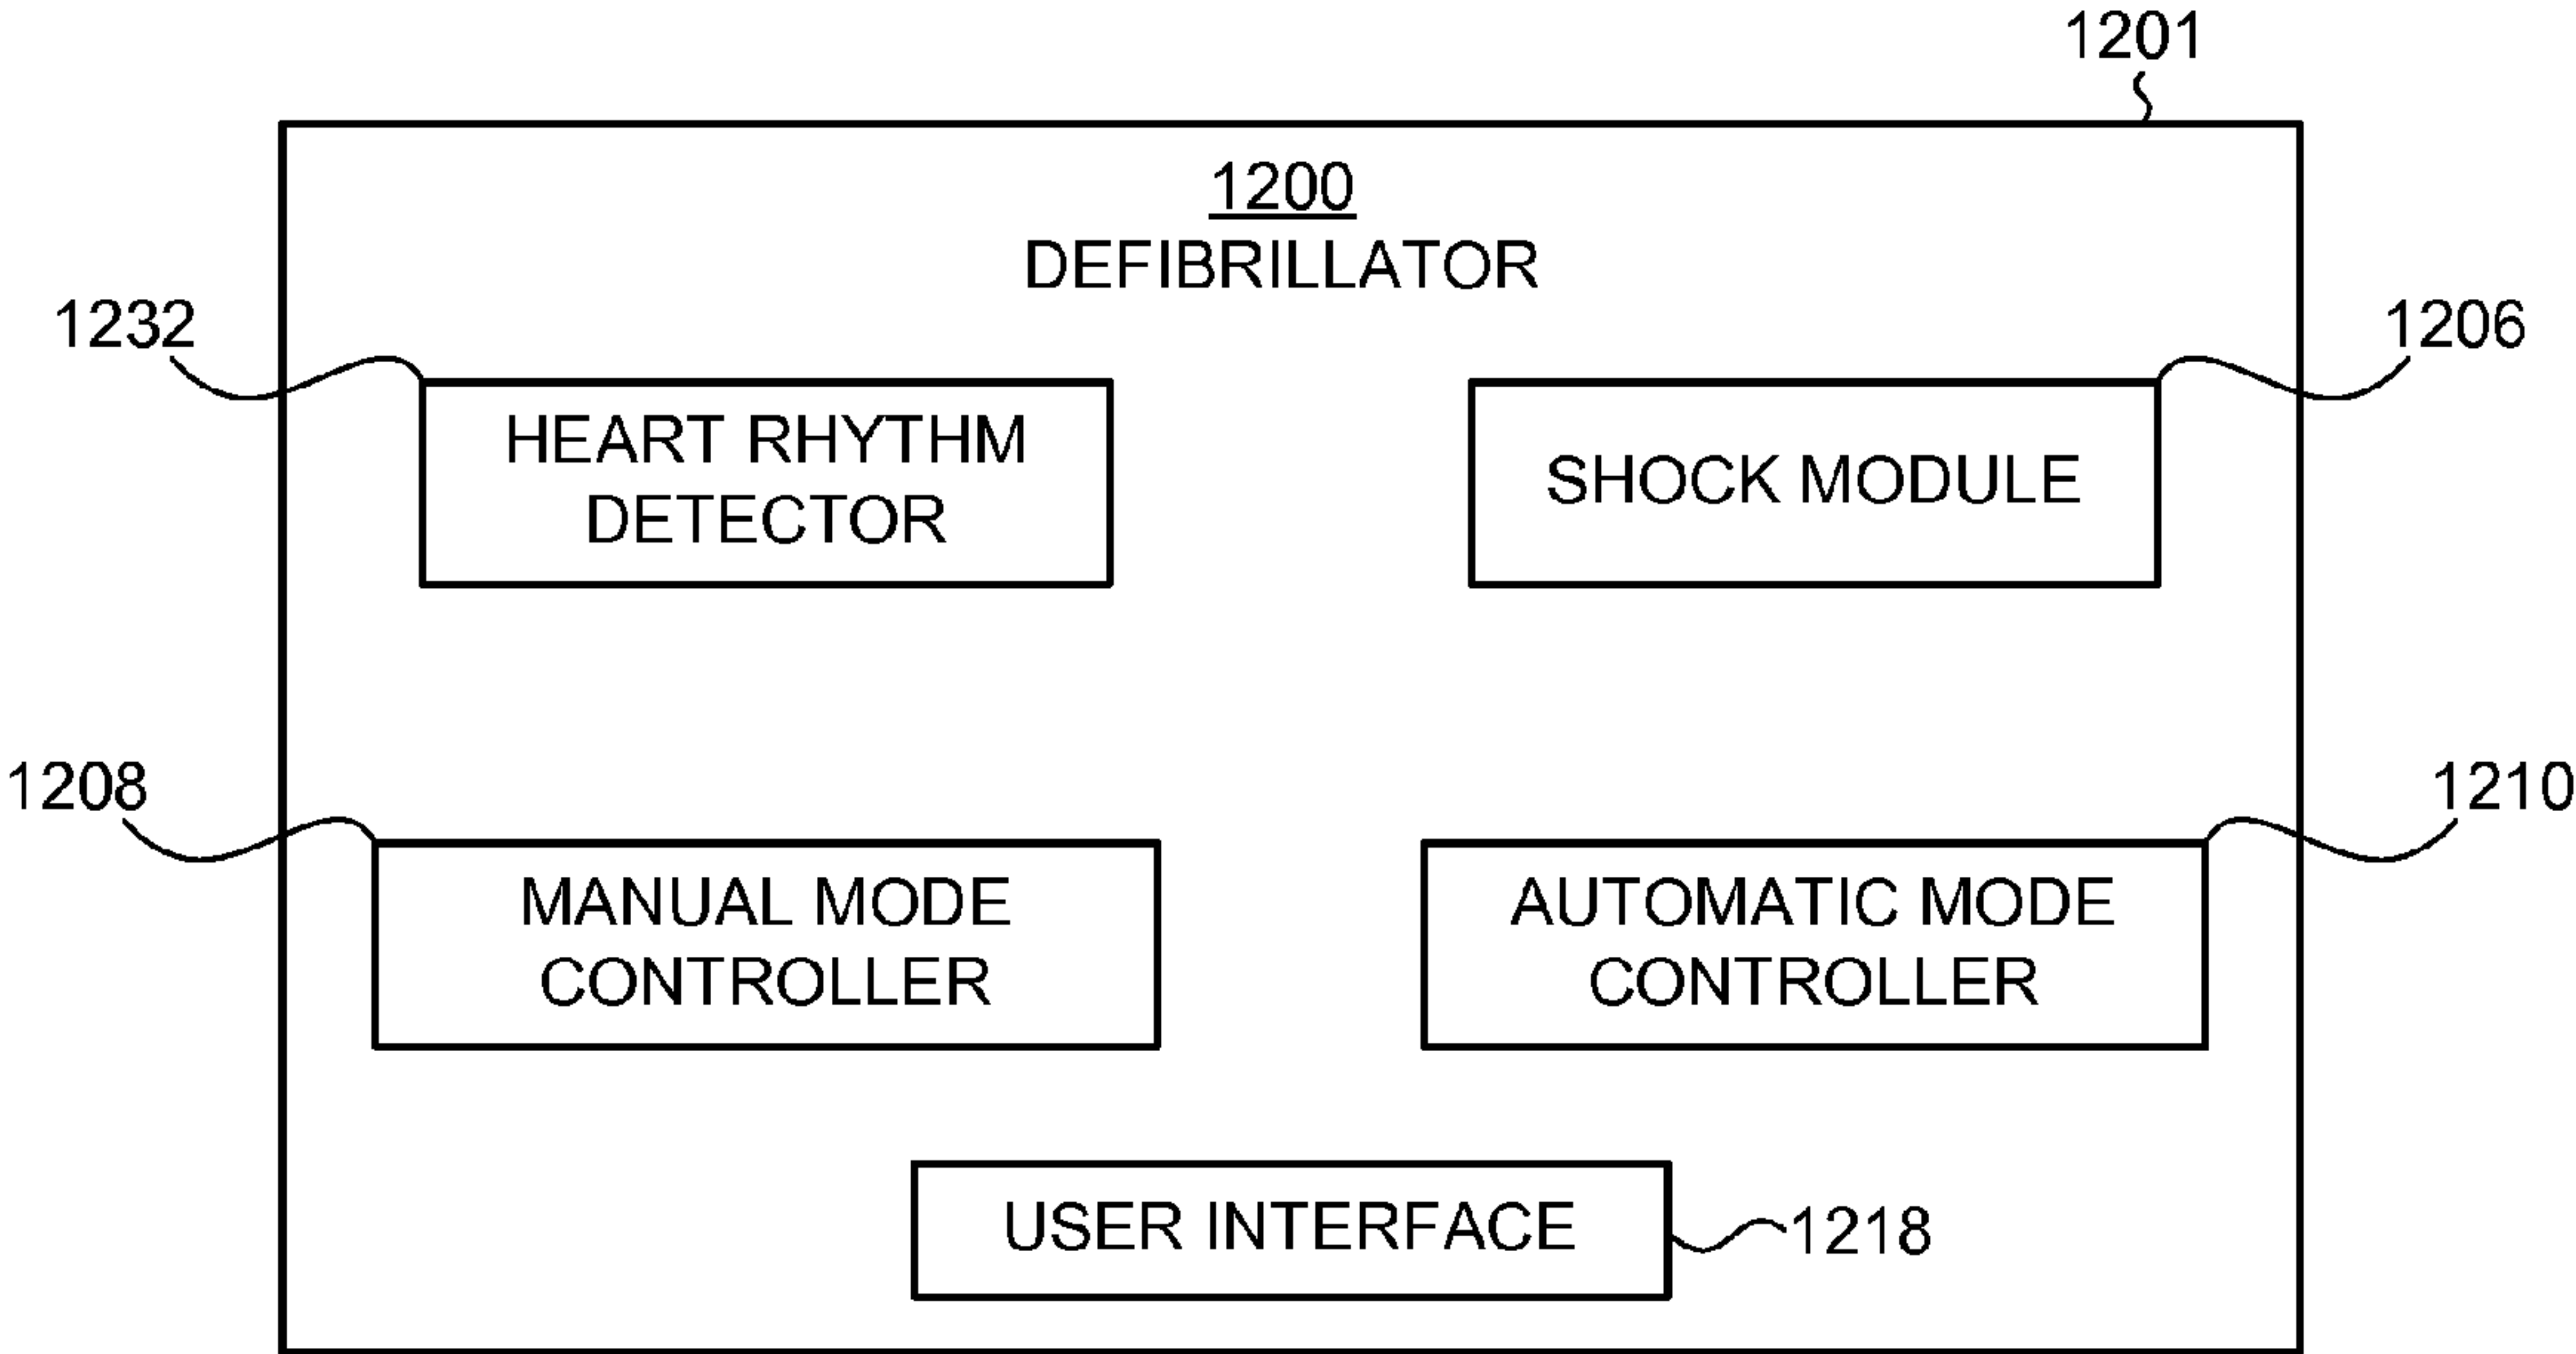 1201
1200
DEFIBRILLATOR
1232
1206
HEART RHYTHM
DETECTOR
SHOCK MODULE
1208
1210
MANUAL MODE
CONTROLLER
AUTOMATIC MODE
CONTROLLER
USER INTERFACE
1218